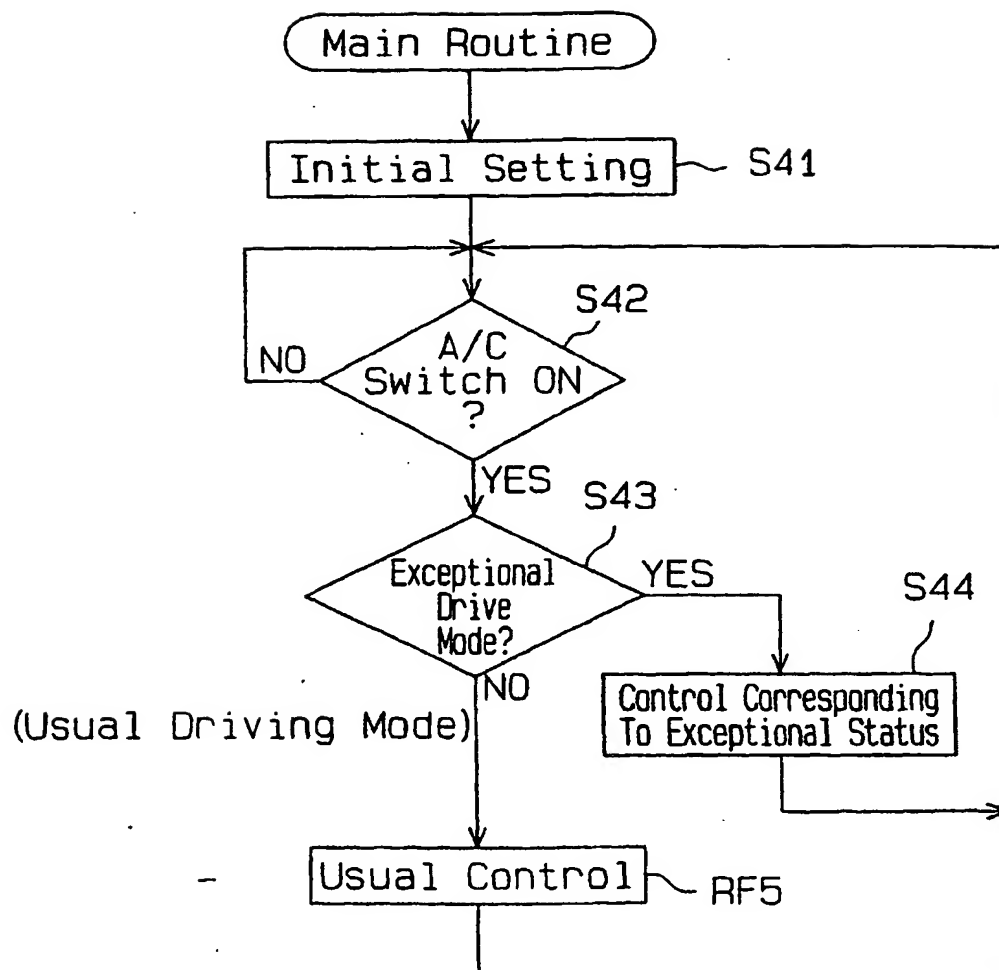 Main Routine
Initial Setting
S41
S42
A/C
Switch ON
?
NO
YES
S43
Exceptional
Drive
Mode?
YES
S44
NO
Control Corresponding
To Exceptional Status
(Usual Driving Mode)
Usual Control
RF5